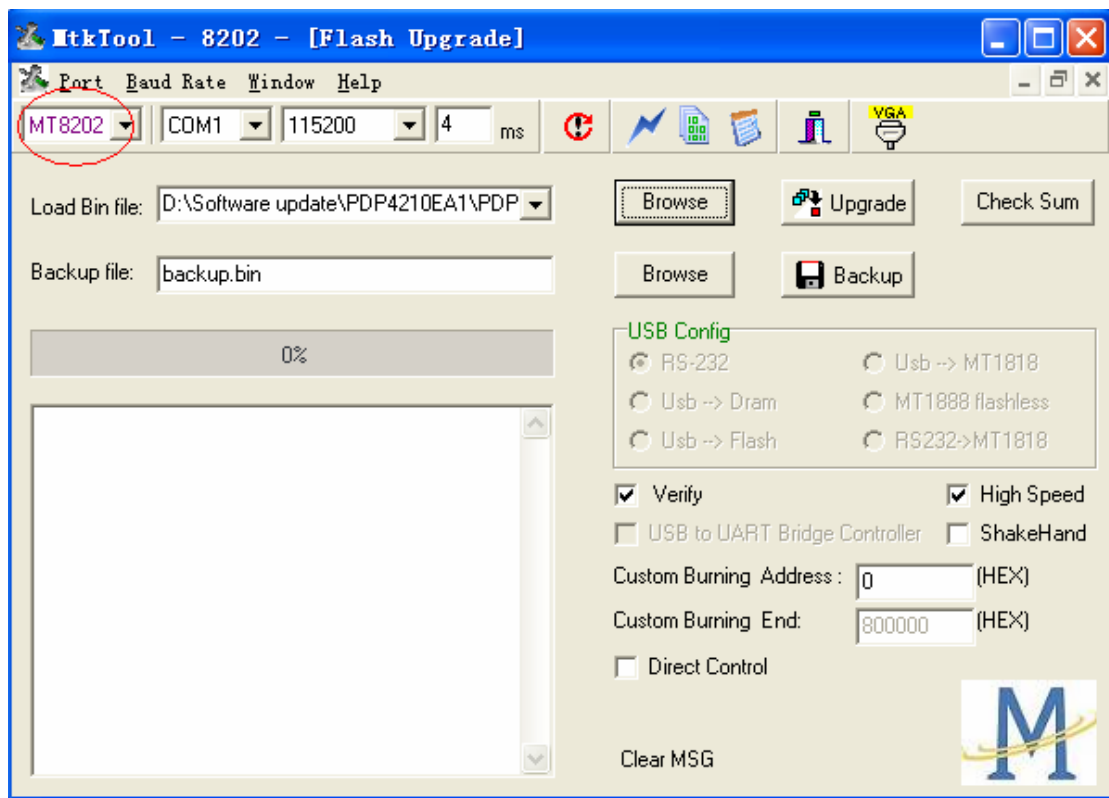 MtkTool - 8202 - [Flash Upgrade]
Port Baud Rate Window Help
MT8202 COM1 115200 4 ms VGA
Load Bin file: D:\Software update\PDP4210EA1\PDP Browse Upgrade Check Sum
Backup file: backup.bin Browse Backup
0%
USB Config
RS-232 Usb --> MT1818
Usb --> Dram MT1888 flashless
Usb --> Flash RS232->MT1818
Verify High Speed
USB to UART Bridge Controller ShakeHand
Custom Burning Address : 0 (HEX)
Custom Burning End: 800000 (HEX)
Direct Control
Clear MSG
M